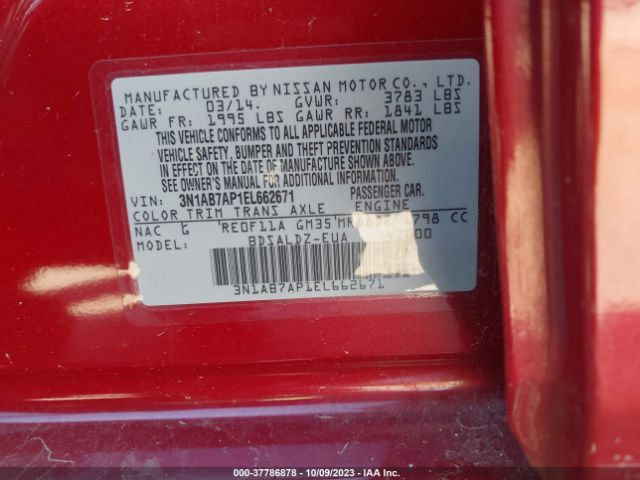 MANUFACTURED BY NISSAN MOTOR CO., LTD.
DATE: 03/14. GVWR: 3783 LBS
GAWR FR: 1995 LBS GAWR RR: 1841 LBS
THIS VEHICLE CONFORMS TO ALL APPLICABLE FEDERAL MOTOR
VEHICLE SAFETY, BUMPER AND THEFT PREVENTION STANDARDS
IN EFFECT ON THE DATE OF MANUFACTURE SHOWN ABOVE.
SEE OWNER'S MANUAL FOR ADDITIONAL INFORMATION.
VIN: 3N1AB7AP1EL662671 PASSENGER CAR.
COLOR TRIM TRANS AXLE ENGINE
NAC G RE0F11A GM35 1798 CC
MODEL: BDSALDZ-EUA
3N1AB7AP1EL662671
000-37786878 - 10/09/2023 - IAA Inc.